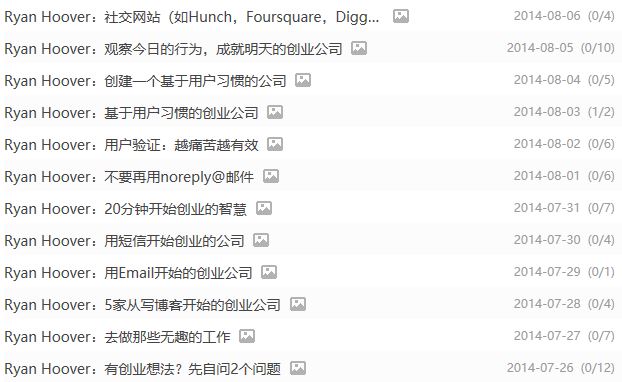 Ryan Hoover：社交网站（如Hunch，Foursquare，Digg... 2014-08-06 (0/4)
Ryan Hoover：观察今日的行为，成就明天的创业公司 2014-08-05 (0/10)
Ryan Hoover：创建一个基于用户习惯的公司 2014-08-04 (0/5)
Ryan Hoover：基于用户习惯的创业公司 2014-08-03 (1/2)
Ryan Hoover：用户验证：越痛苦越有效 2014-08-02 (0/6)
Ryan Hoover：不要再用noreply@邮件 2014-08-01 (0/6)
Ryan Hoover：20分钟开始创业的智慧 2014-07-31 (0/7)
Ryan Hoover：用短信开始创业的公司 2014-07-30 (0/4)
Ryan Hoover：用Email开始的创业公司 2014-07-29 (0/1)
Ryan Hoover：5家从写博客开始的创业公司 2014-07-28 (0/4)
Ryan Hoover：去做那些无趣的工作 2014-07-27 (0/7)
Ryan Hoover：有创业想法？先自问2个问题 2014-07-26 (0/12)